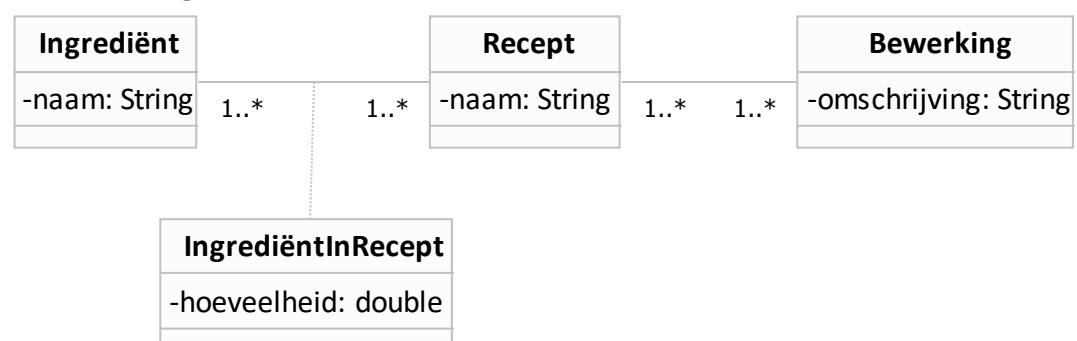 Ingrediënt
-naam: String
1..*
1..*
Recept
-naam: String
1..*
1..*
Bewerking
-omschrijving: String
IngrediëntInRecept
-hoeveelheid: double